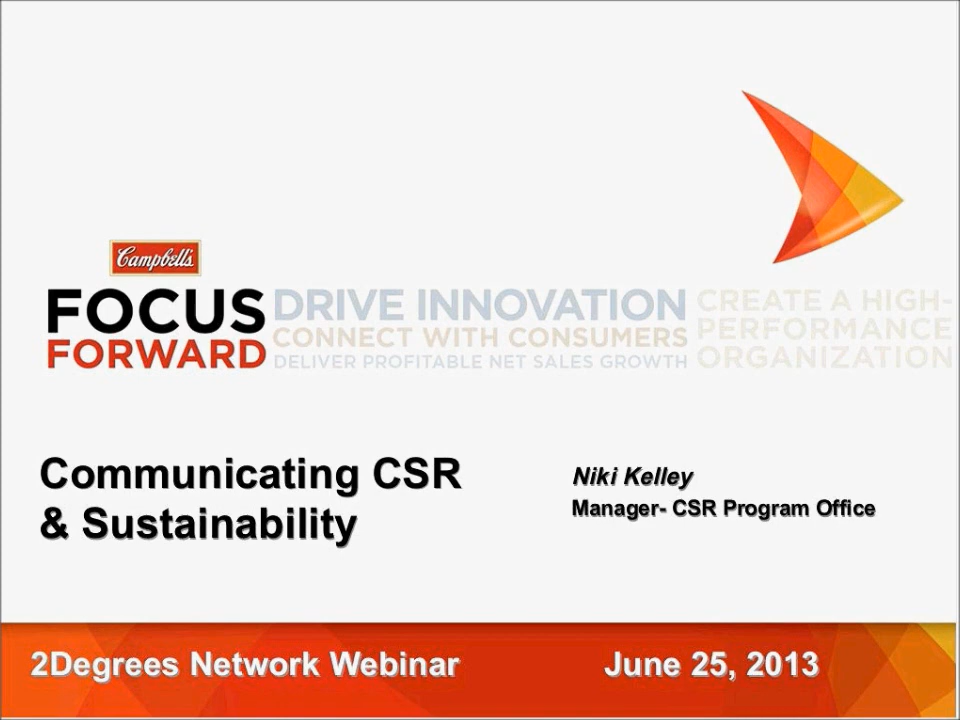 Campbell's
FOCUS
FORWARD
DRIVE INNOVATION
CONNECT WITH CONSUMERS
DELIVER PROFITABLE NET SALES GROWTH
CREATE A HIGH-
PERFORMANCE
ORGANIZATION
Communicating CSR
& Sustainability
Niki Kelley
Manager- CSR Program Office
2Degrees Network Webinar
June 25, 2013